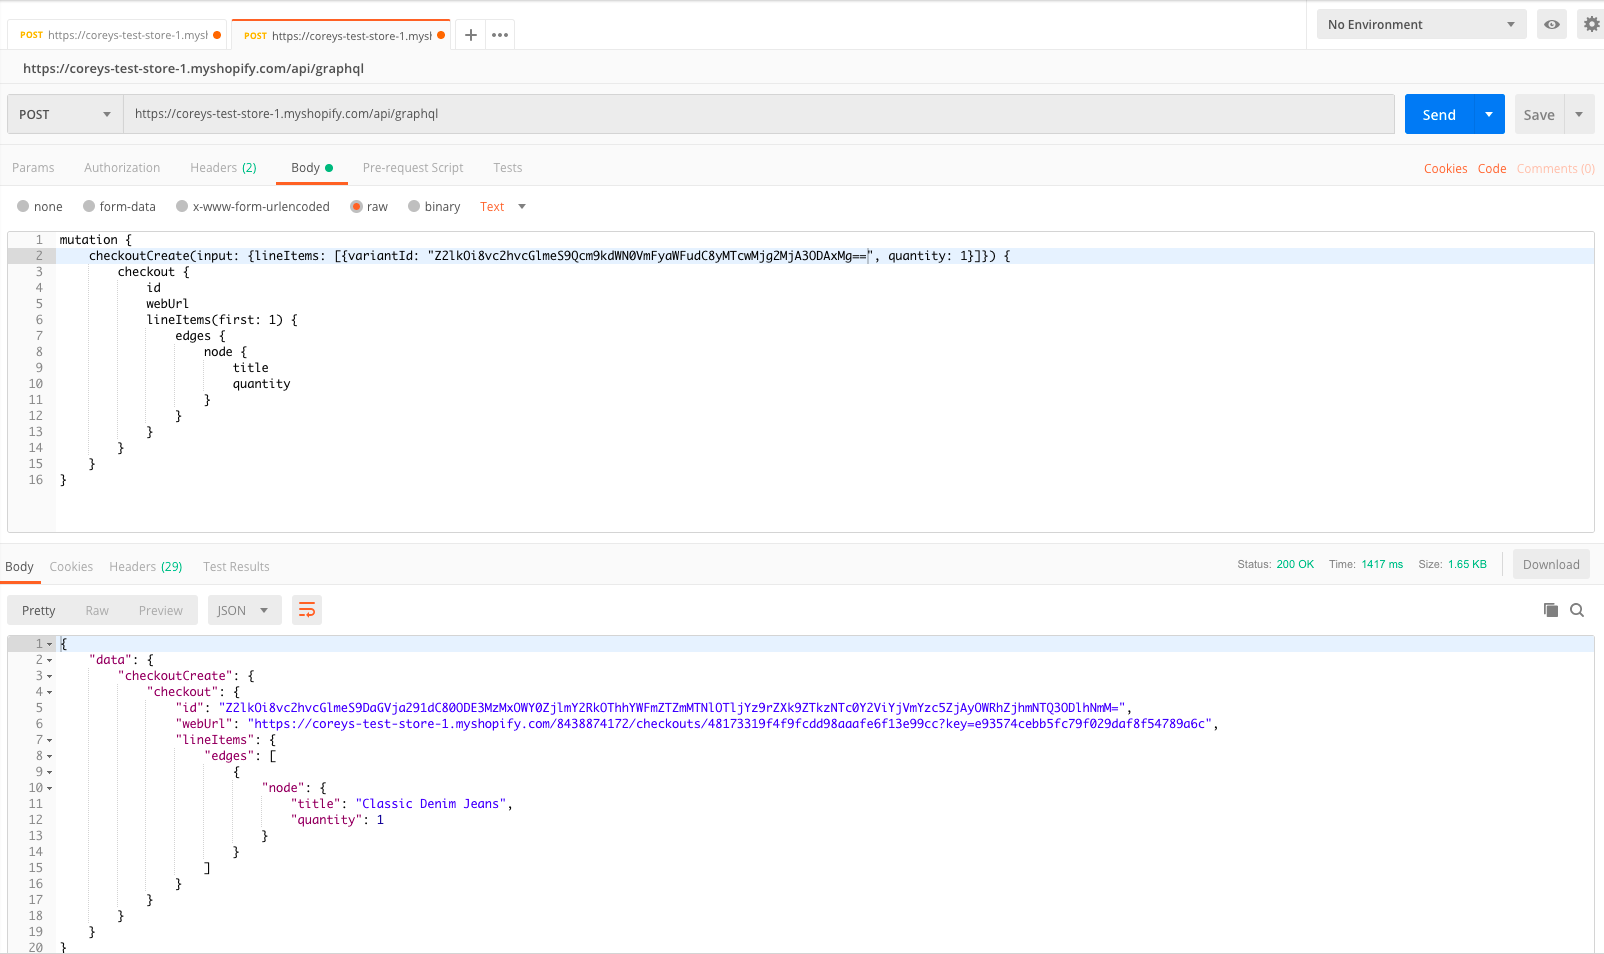 POST https://coreys-test-store-1.mysh POST https://coreys-test-store-1.mysh No Environment
https://coreys-test-store-1.myshopify.com/api/graphql
POST https://coreys-test-store-1.myshopify.com/api/graphql Send Save
Params Authorization Headers (2) Body Pre-request Script Tests Cookies Code Comments (0)
none form-data x-www-form-urlencoded raw binary Text
1 mutation {
2 checkoutCreate(input: {lineItems: [{variantId: "Z2lkOi8vc2hvcGlmeS9Qcm9kdWN0VmFyaWFudC8yMTcwMjg2MjA3ODAxMg==", quantity: 1}]}) {
3 checkout {
4 id
5 webUrl
6 lineItems(first: 1) {
7 edges {
8 node {
9 title
10 quantity
11 }
12 }
13 }
14 }
15 }
16 }
Body Cookies Headers (29) Test Results Status: 200 OK Time: 1417 ms Size: 1.65 KB Download
Pretty Raw Preview JSON
1 {
2 "data": {
3 "checkoutCreate": {
4 "checkout": {
5 "id": "Z2lkOi8vc2hvcGlmeS9DaGVja291dC80ODE3MzMxOWY0ZjlmY2RkOThhYWFmZTZmMTNlOTljYz9rZXk9ZTkzNTc0Y2ViYjVmYzc5ZjAyOWRhZjhmNTQ3ODlhNmM=",
6 "webUrl": "https://coreys-test-store-1.myshopify.com/8438874172/checkouts/48173319f4f9fcdd98aaafe6f13e99cc?key=e93574cebb5fc79f029daf8f54789a6c",
7 "lineItems": {
8 "edges": [
9 {
10 "node": {
11 "title": "Classic Denim Jeans",
12 "quantity": 1
13 }
14 }
15 ]
16 }
17 }
18 }
19 }
20 }